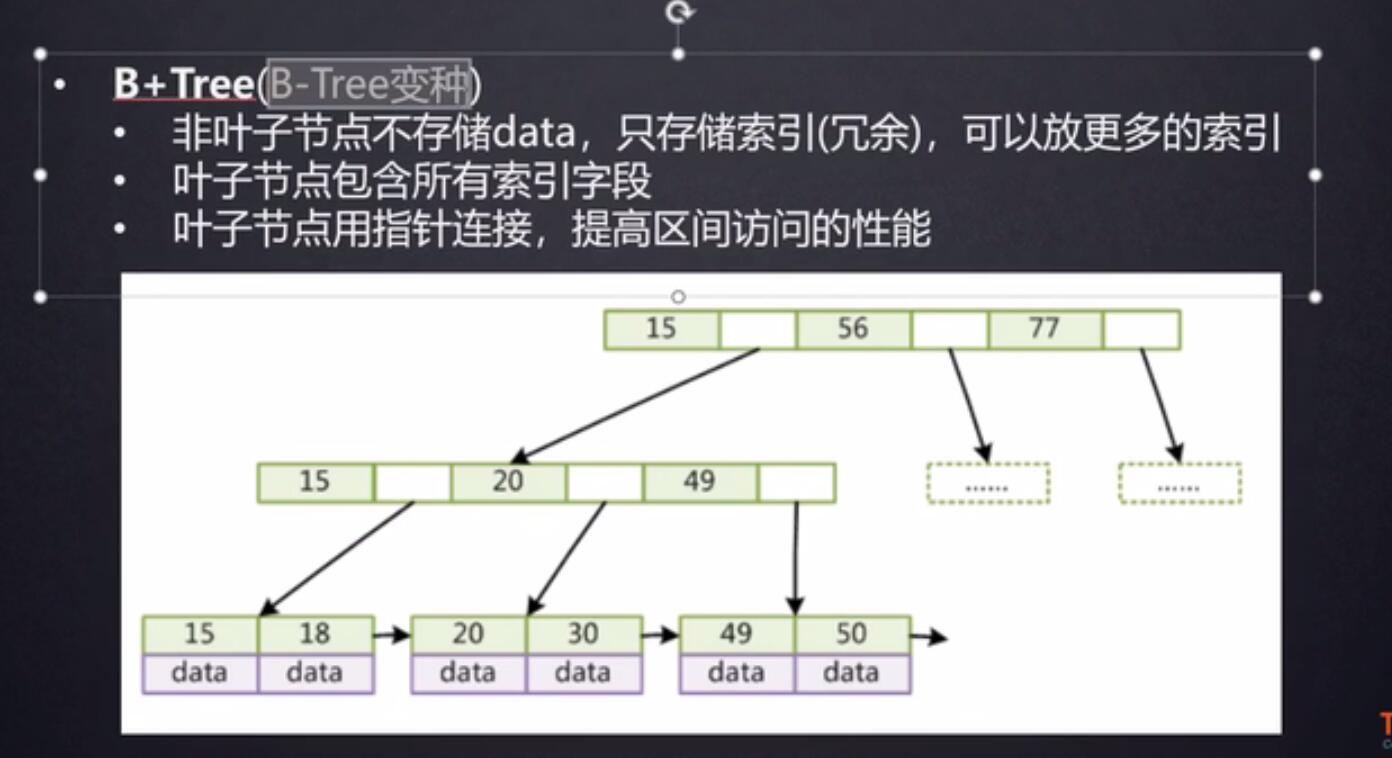 B+Tree(B-Tree变种)
非叶子节点不存储data，只存储索引(冗余)，可以放更多的索引
叶子节点包含所有索引字段
叶子节点用指针连接，提高区间访问的性能
15 56 77
15 20 49 ...... ......
15 18 20 30 49 50
data data data data data data